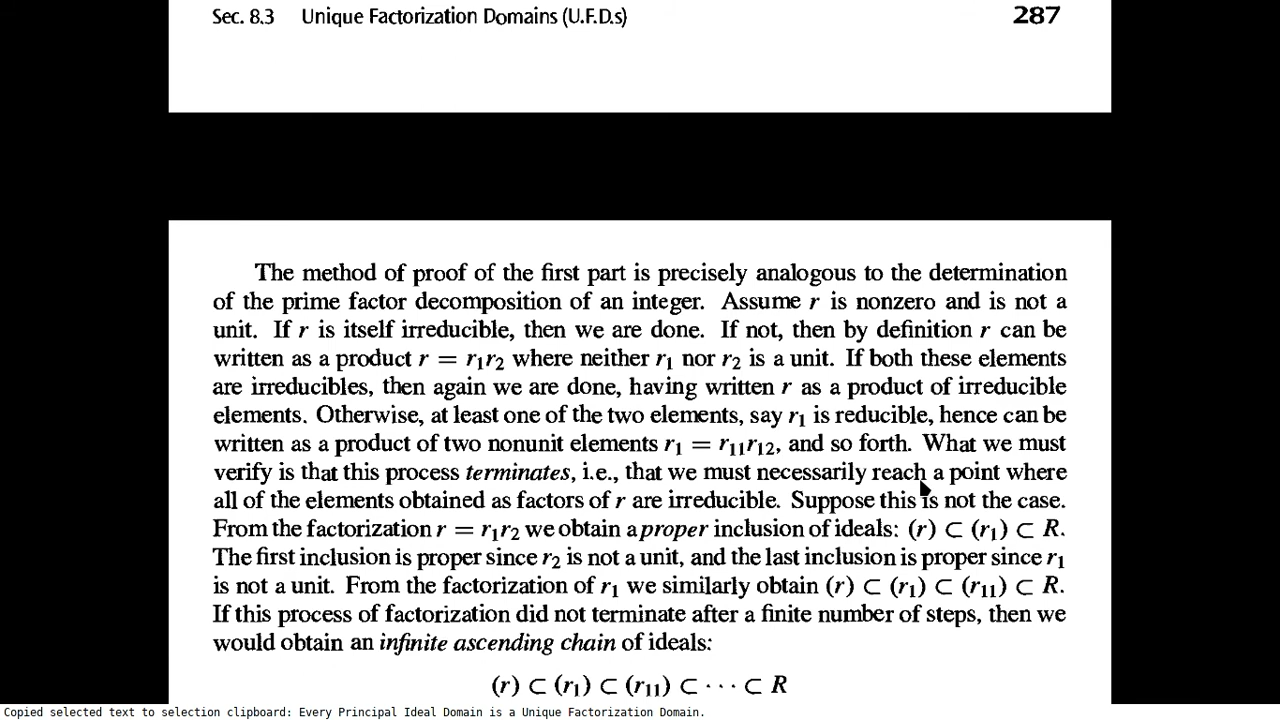 Sec. 8.3 Unique Factorization Domains (U.F.D.s) 287
The method of proof of the first part is precisely analogous to the determination
of the prime factor decomposition of an integer. Assume r is nonzero and is not a
unit. If r is itself irreducible, then we are done. If not, then by definition r can be
written as a product r = r₁r₂ where neither r₁ nor r₂ is a unit. If both these elements
are irreducibles, then again we are done, having written r as a product of irreducible
elements. Otherwise, at least one of the two elements, say r₁ is reducible, hence can be
written as a product of two nonunit elements r₁ = r₁₁r₁₂, and so forth. What we must
verify is that this process terminates, i.e., that we must necessarily reach a point where
all of the elements obtained as factors of r are irreducible. Suppose this is not the case.
From the factorization r = r₁r₂ we obtain a proper inclusion of ideals: (r) ⊂ (r₁) ⊂ R.
The first inclusion is proper since r₂ is not a unit, and the last inclusion is proper since r₁
is not a unit. From the factorization of r₁ we similarly obtain (r) ⊂ (r₁) ⊂ (r₁₁) ⊂ R.
If this process of factorization did not terminate after a finite number of steps, then we
would obtain an infinite ascending chain of ideals:
(r) ⊂ (r₁) ⊂ (r₁₁) ⊂ · · · ⊂ R
Copied selected text to selection clipboard: Every Principal Ideal Domain is a Unique Factorization Domain.